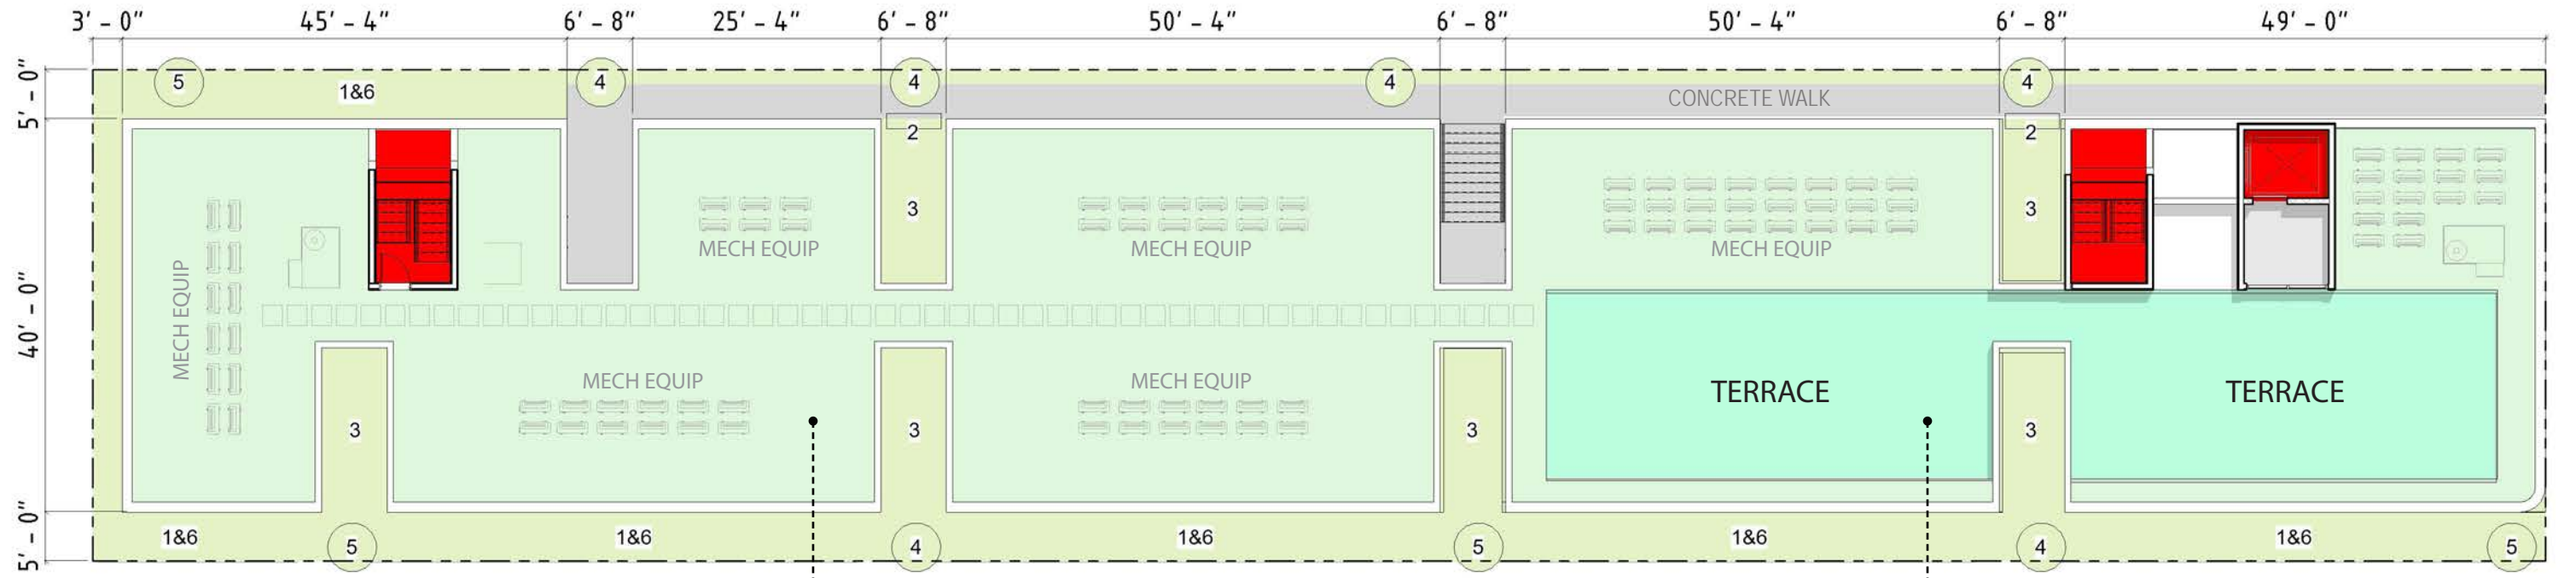 3' - 0" 45' - 4" 6' - 8" 25' - 4" 6' - 8" 50' - 4" 6' - 8" 50' - 4" 6' - 8" 49' - 0"
5' - 0"
5 4 4 4 4
1&6
CONCRETE WALK
2 2
3 3
MECH EQUIP MECH EQUIP MECH EQUIP
40' - 0"
MECH EQUIP
MECH EQUIP MECH EQUIP
TERRACE TERRACE
3 3 3 3
5' - 0"
1&6 1&6 1&6 1&6 1&6
5 4 5 4 5